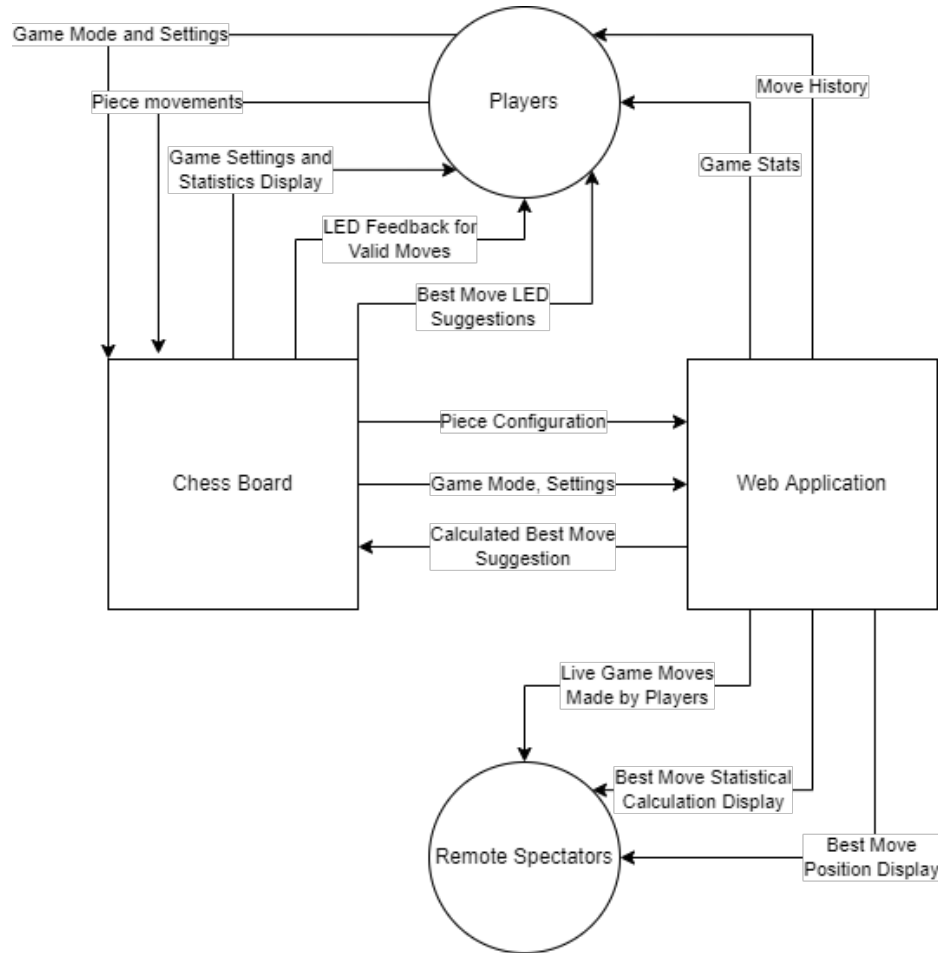 Game Mode and Settings
Move History
Piece movements
Players
Game Settings and
Statistics Display
Game Stats
LED Feedback for
Valid Moves
Best Move LED
Suggestions
Piece Configuration
Chess Board
Game Mode, Settings
Web Application
Calculated Best Move
Suggestion
Live Game Moves
Made by Players
Best Move Statistical
Calculation Display
Remote Spectators
Best Move
Position Display